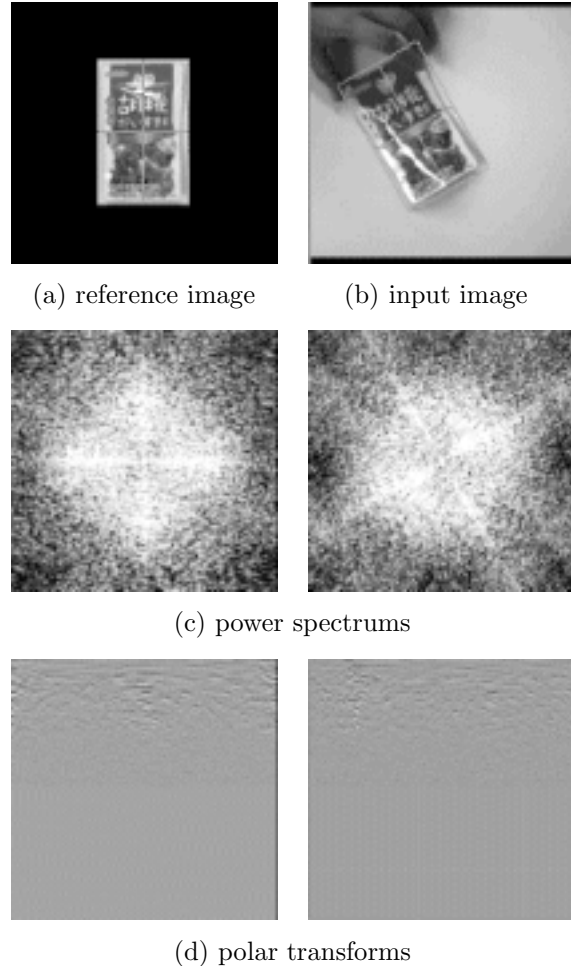 (a) reference image
(b) input image
(c) power spectrums
(d) polar transforms